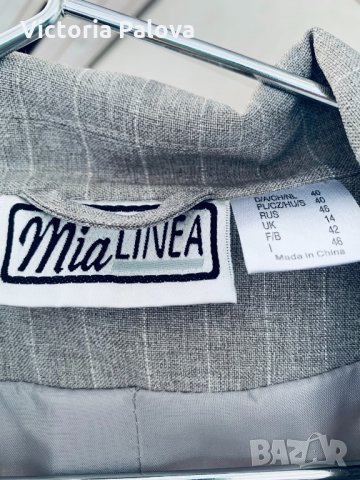 Victoria Palova
Mia LINEA
D/A/CH/NL 40
PL/CZ/HU/S 40
RUS 46
UK 14
F/B 42
I 46
Made in China
BAZAR